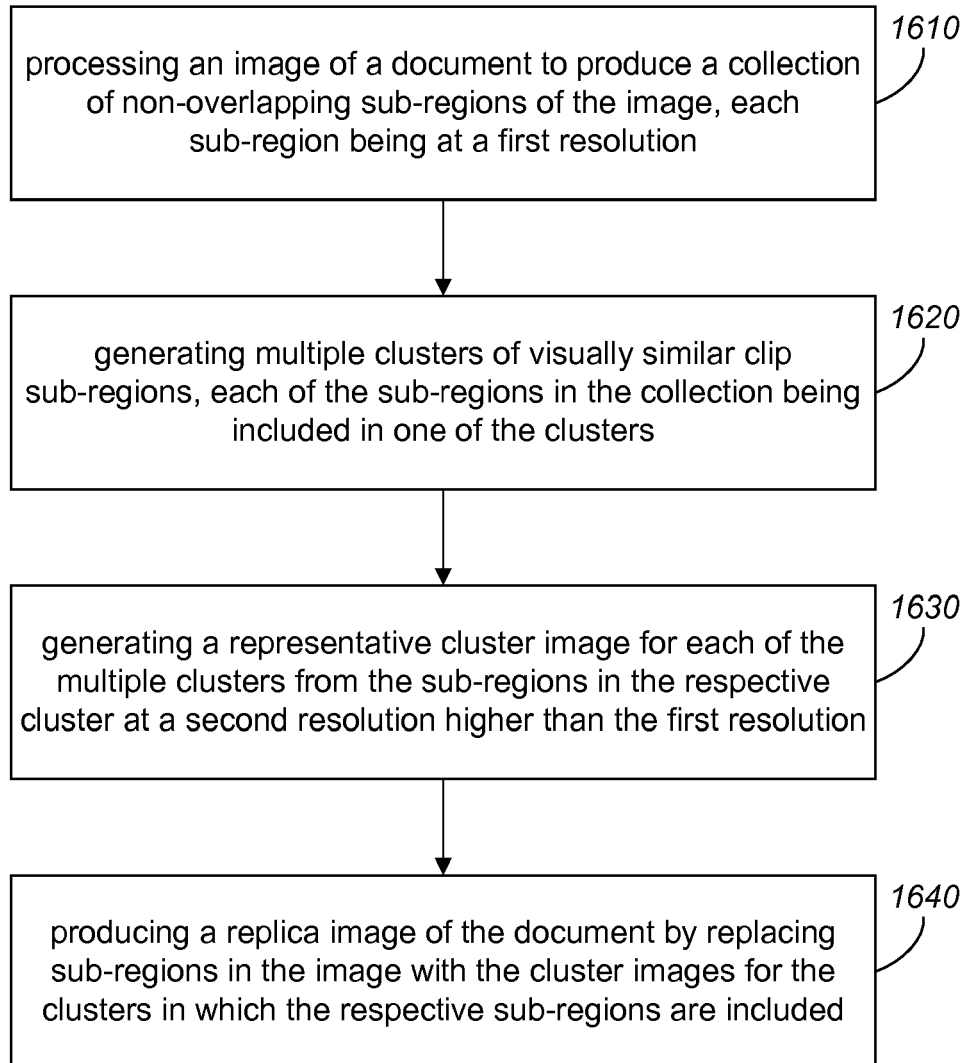 1610
processing an image of a document to produce a collection
of non-overlapping sub-regions of the image, each
sub-region being at a first resolution
1620
generating multiple clusters of visually similar clip
sub-regions, each of the sub-regions in the collection being
included in one of the clusters
1630
generating a representative cluster image for each of the
multiple clusters from the sub-regions in the respective
cluster at a second resolution higher than the first resolution
1640
producing a replica image of the document by replacing
sub-regions in the image with the cluster images for the
clusters in which the respective sub-regions are included